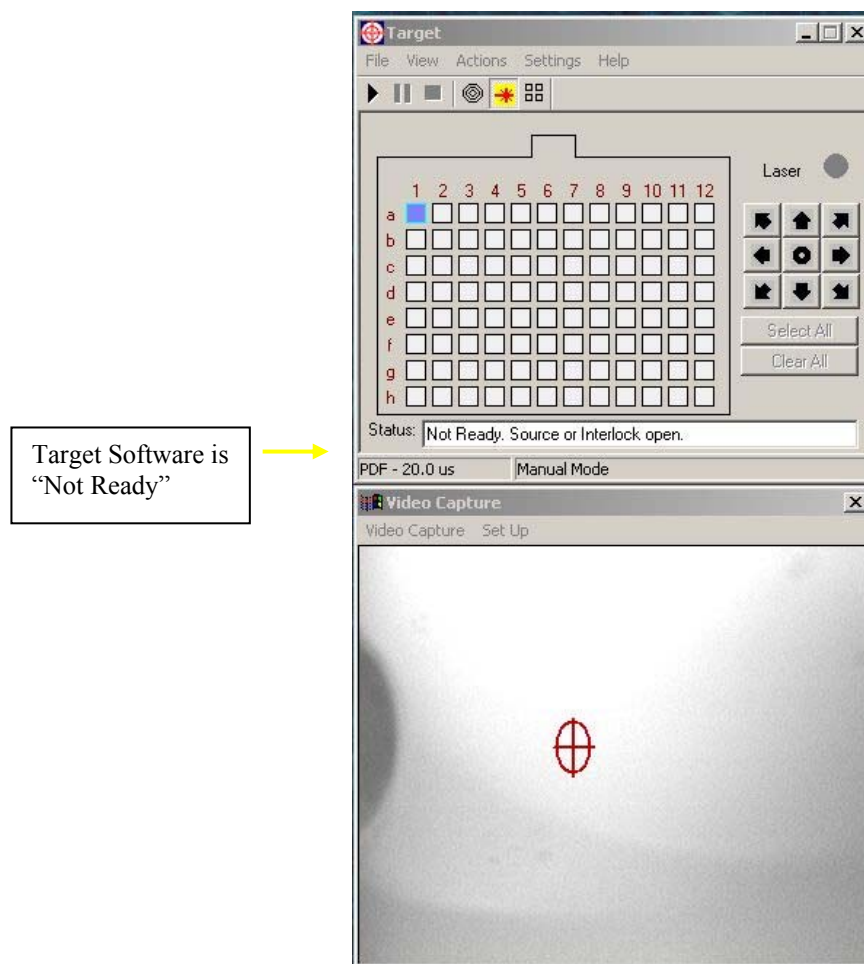 Target
File View Actions Settings Help
Laser
1 2 3 4 5 6 7 8 9 10 11 12
a
b
c
d
e
f
g
h
Select All
Clear All
Status: Not Ready. Source or Interlock open.
PDF - 20.0 us Manual Mode
Target Software is
“Not Ready”
Video Capture
Video Capture Set Up